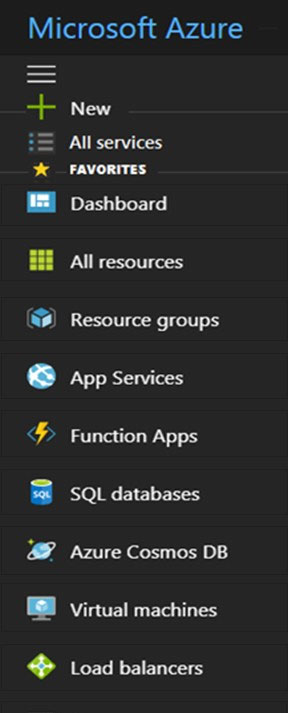 Microsoft Azure
New
All services
FAVORITES
Dashboard
All resources
Resource groups
App Services
Function Apps
SQL
SQL databases
Azure Cosmos DB
Virtual machines
Load balancers